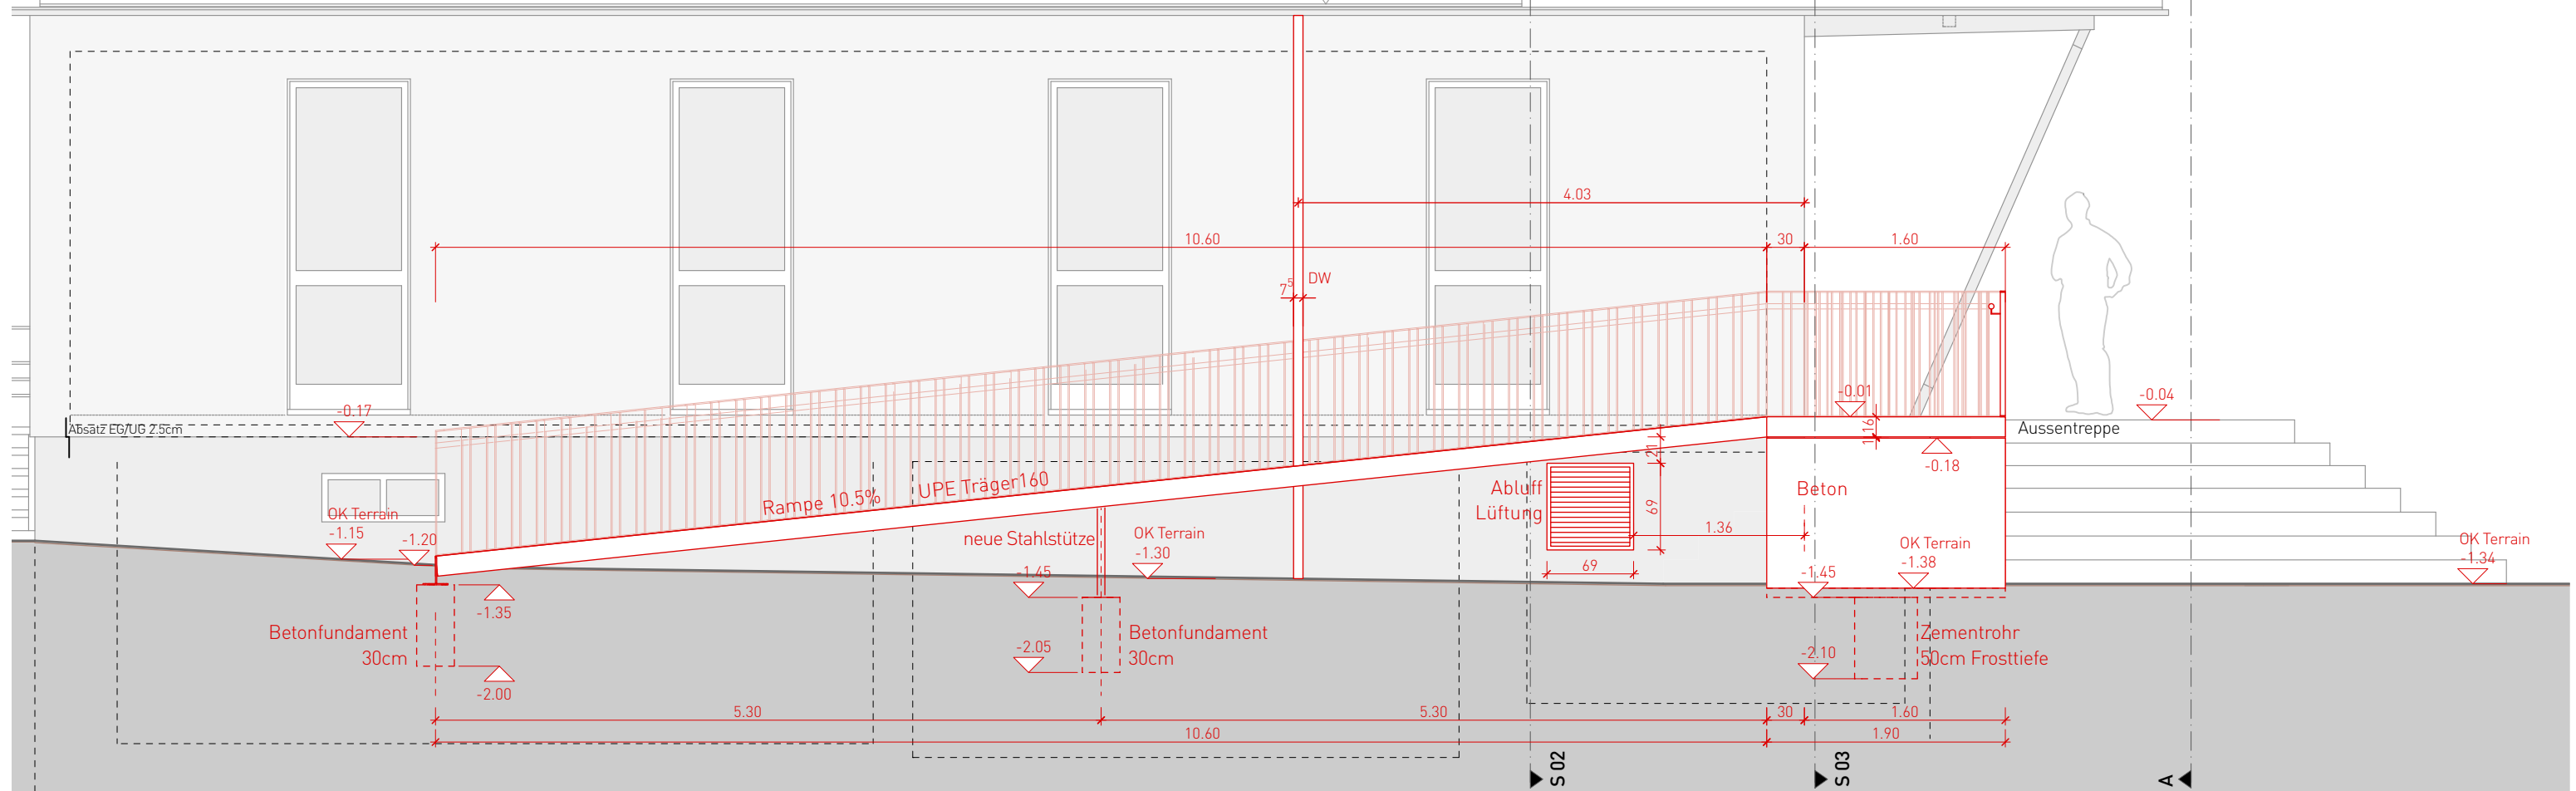 4.03
10.60
30
1.60
7⁵
DW
-0.17
-0.01
-0.04
Absatz EG/UG 2.5cm
1.16
Aussentreppe
21
-0.18
Rampe 10.5%
UPE Träger160
Abluff
Lüftung
69
Beton
OK Terrain
-1.15
-1.20
neue Stahlstütze
OK Terrain
-1.30
1.36
OK Terrain
-1.38
OK Terrain
-1.34
69
-1.45
-1.45
-1.35
Betonfundament
30cm
-2.00
-2.05
Betonfundament
30cm
-2.10
Zementrohr
50cm Frosttiefe
5.30
5.30
30
1.60
10.60
1.90
S 02
S 03
A